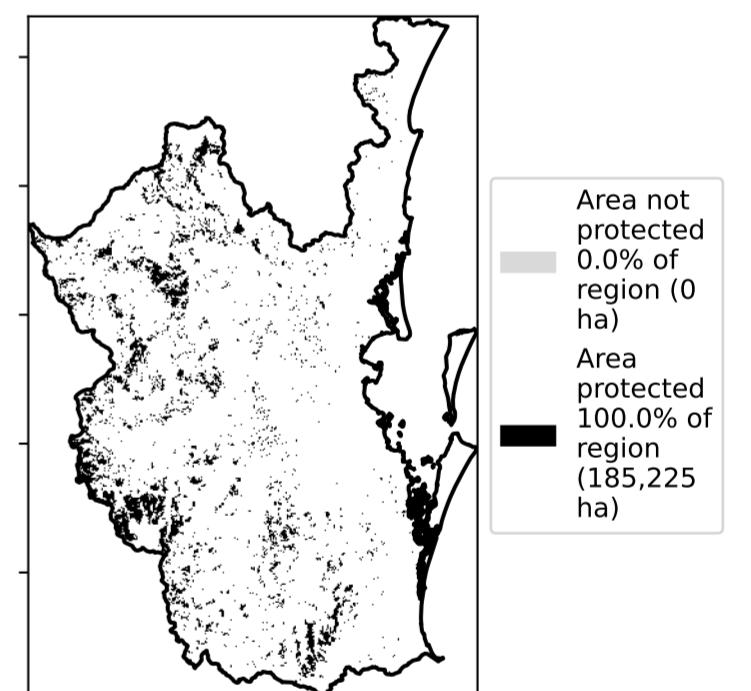 Area not
protected
0.0% of
region (0
ha)
Area
protected
100.0% of
region
(185,225
ha)